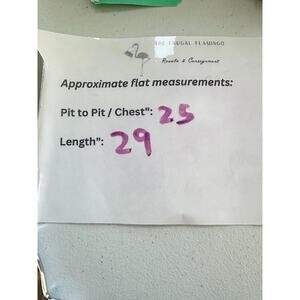 THE FRUGAL FLAMINGO
Resale & Consignment
Approximate flat measurements:
Pit to Pit / Chest": 25
Length": 29